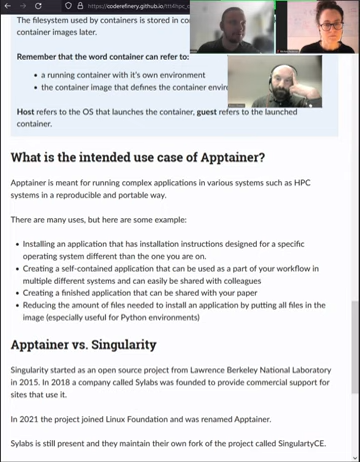 https://coderefinery.github.io/ttt4hpc_c
The filesystem used by containers is stored in co
container images later.
Remember that the word container can refer to:
• a running container with it's own environment
• the container image that defines the container envir
Host refers to the OS that launches the container, guest refers to the launched
container.
What is the intended use case of Apptainer?
Apptainer is meant for running complex applications in various systems such as HPC
systems in a reproducible and portable way.
There are many uses, but here are some example:
• Installing an application that has installation instructions designed for a specific
operating system different than the one you are on.
• Creating a self-contained application that can be used as a part of your workflow in
multiple different systems and can easily be shared with colleagues
• Creating a finished application that can be shared with your paper
• Reducing the amount of files needed to install an application by putting all files in the
image (especially useful for Python environments)
Apptainer vs. Singularity
Singularity started as an open source project from Lawrence Berkeley National Laboratory
in 2015. In 2018 a company called Sylabs was founded to provide commercial support for
sites that use it.
In 2021 the project joined Linux Foundation and was renamed Apptainer.
Sylabs is still present and they maintain their own fork of the project called SingultyCE.